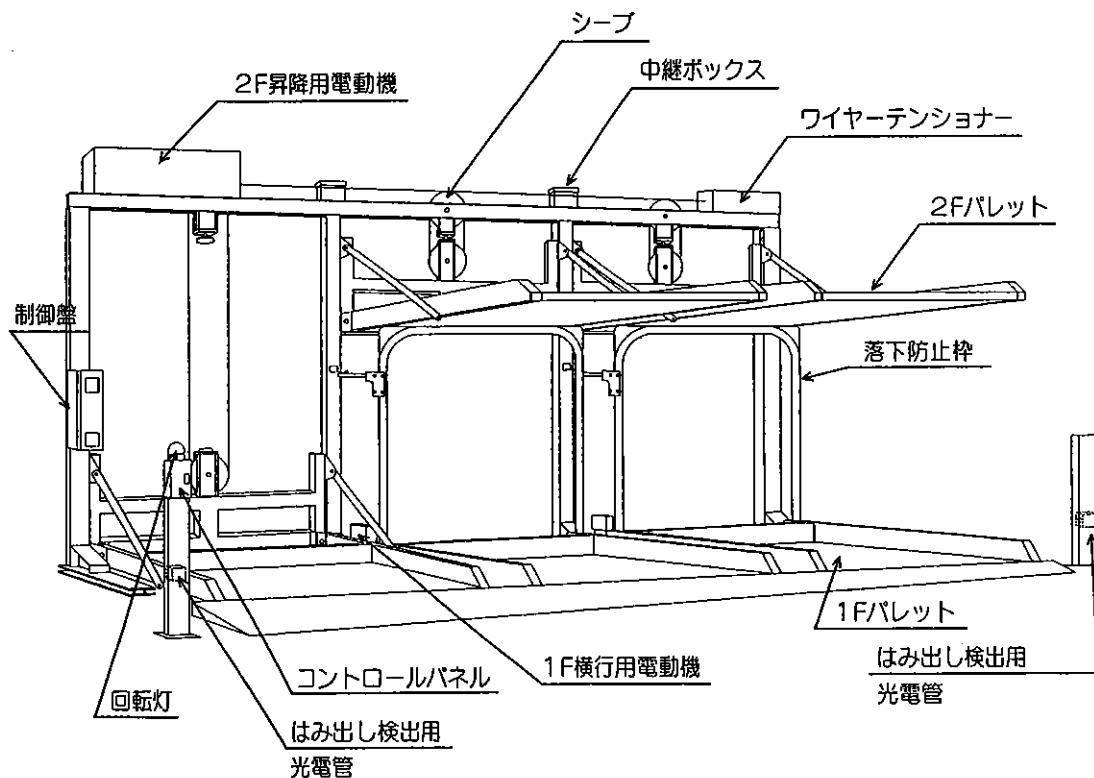 シーブ
中継ボックス
2F昇降用電動機
ワイヤーテンショナー
2Fパレット
制御盤
落下防止枠
1Fパレット
1F横行用電動機
コントロールパネル
はみ出し検出用
光電管
回転灯
はみ出し検出用
光電管